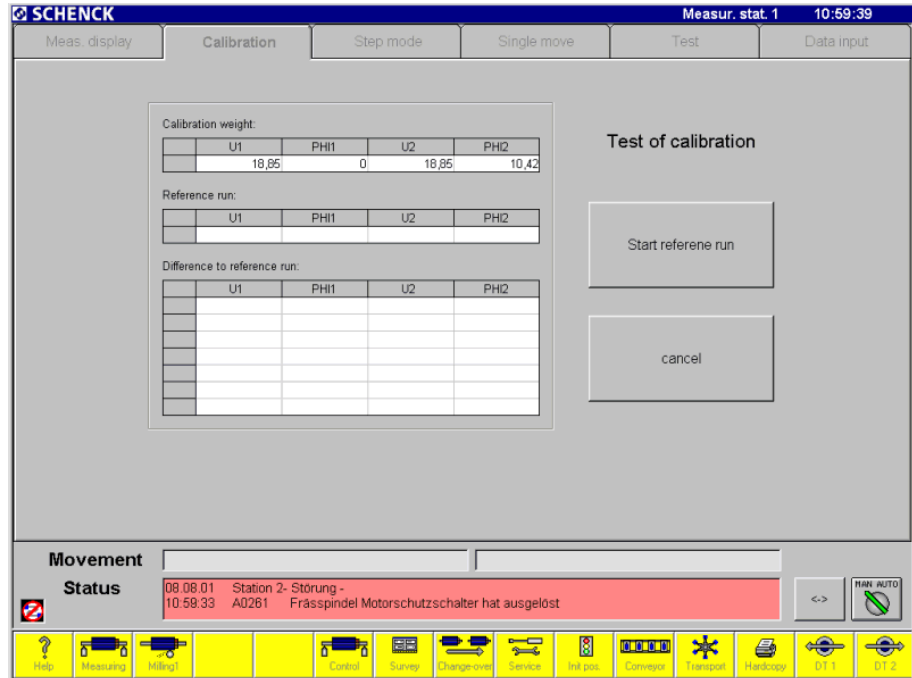 SCHENCK Measur. stat. 1 10:59:39
Meas. display Calibration Step mode Single move Test Data input
Calibration weight:
U1 PHI1 U2 PHI2
18,85 0 18,85 10,42
Test of calibration
Reference run:
U1 PHI1 U2 PHI2
Start referene run
Difference to reference run:
U1 PHI1 U2 PHI2
cancel
Movement
Status
08.08.01 Station 2- Störung -
10:59:33 A0261 Frässpindel Motorschutzschalter hat ausgelöst
<->
MAN AUTO
? Help Measuring Milling1 Control Survey Change-over Service Init pos. Conveyor Transport Hardcopy DT 1 DT 2